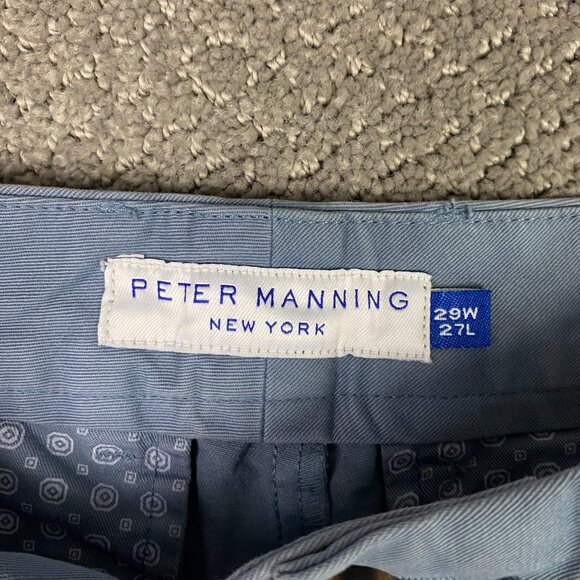 PETER MANNING
NEW YORK
29W
27L